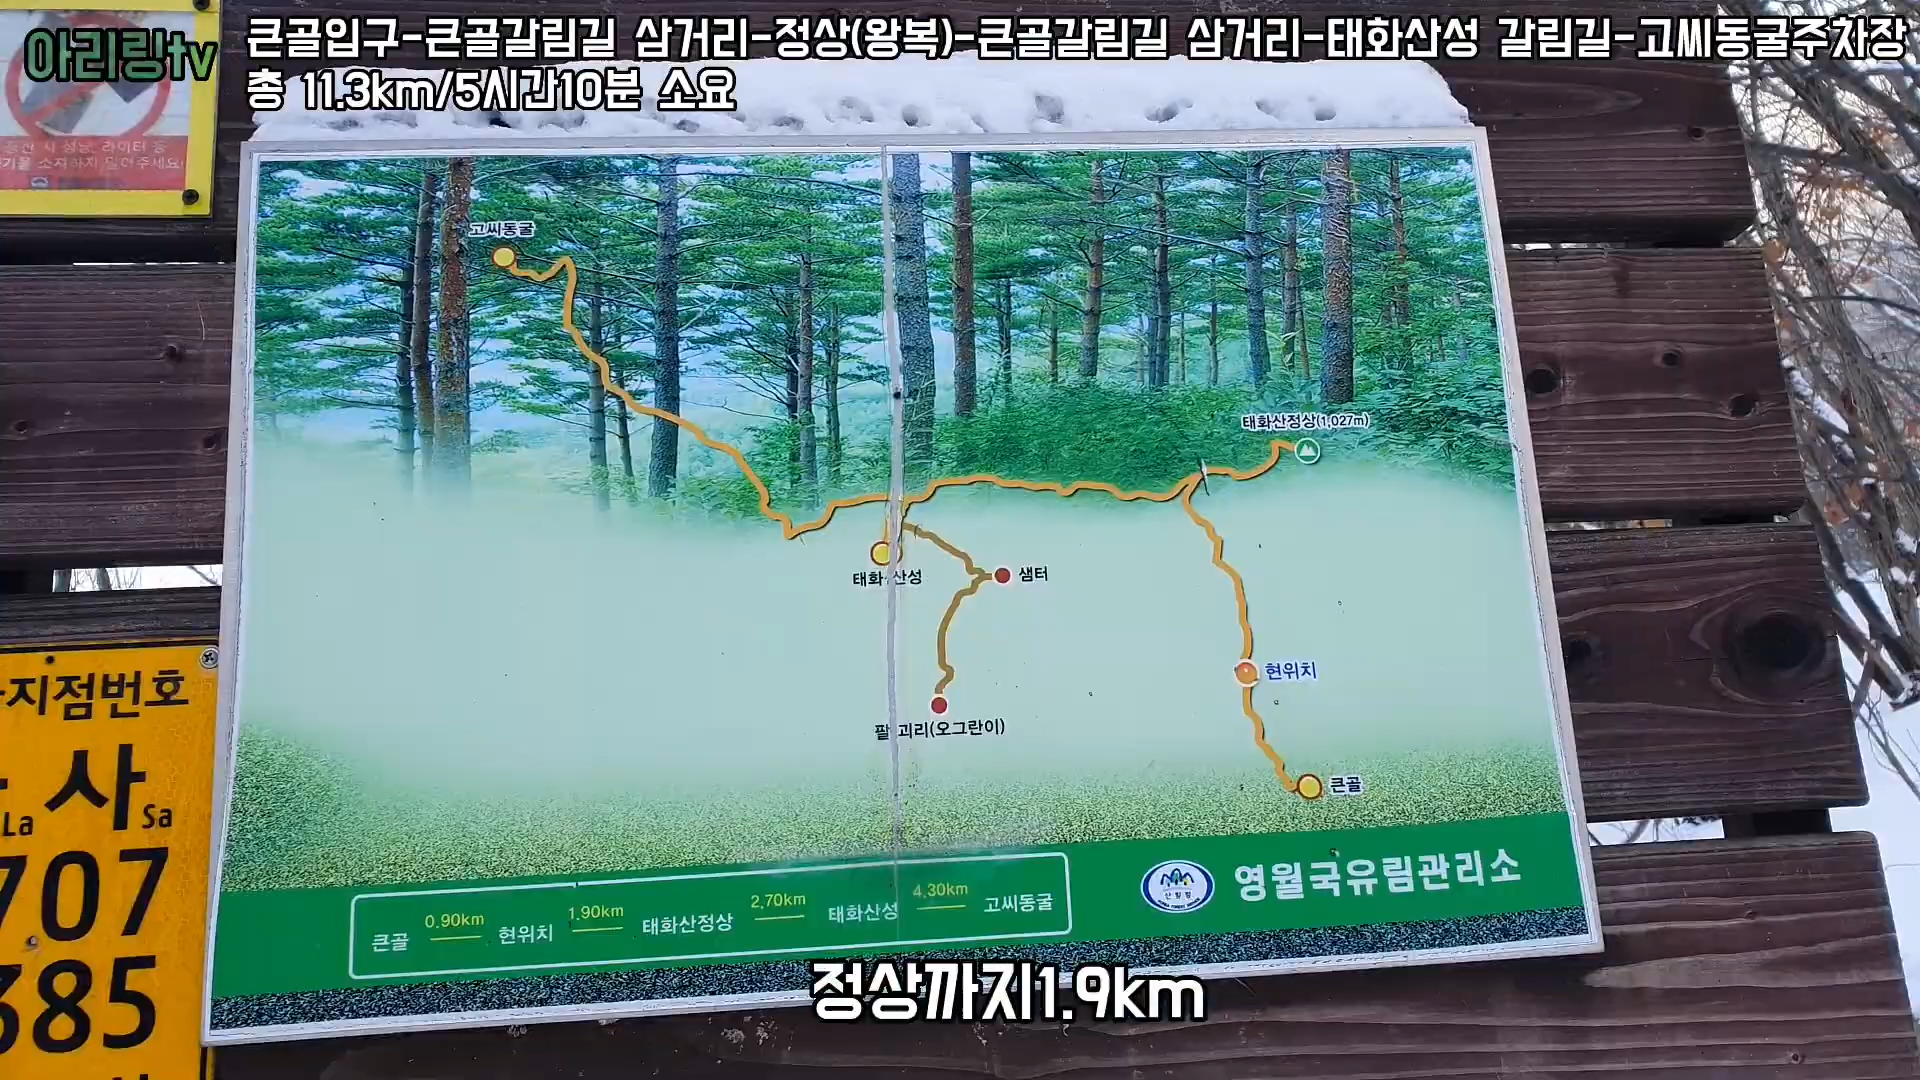 아리링tv
큰골입구-큰골갈림길 삼거리-정상(왕복)-큰골갈림길 삼거리-태화산성 갈림길-고씨동굴주차장
총 11.3km/5시간10분 소요
고씨동굴
태화산정상(1,027m)
태화산성
샘터
현위치
팔괴리(오그란이)
큰골
지점번호
사
La Sa
707
385
큰골 0.90km 현위치 1.90km 태화산정상 2.70km 태화산성 4.30km 고씨동굴
영월국유림관리소
정상까지1.9km